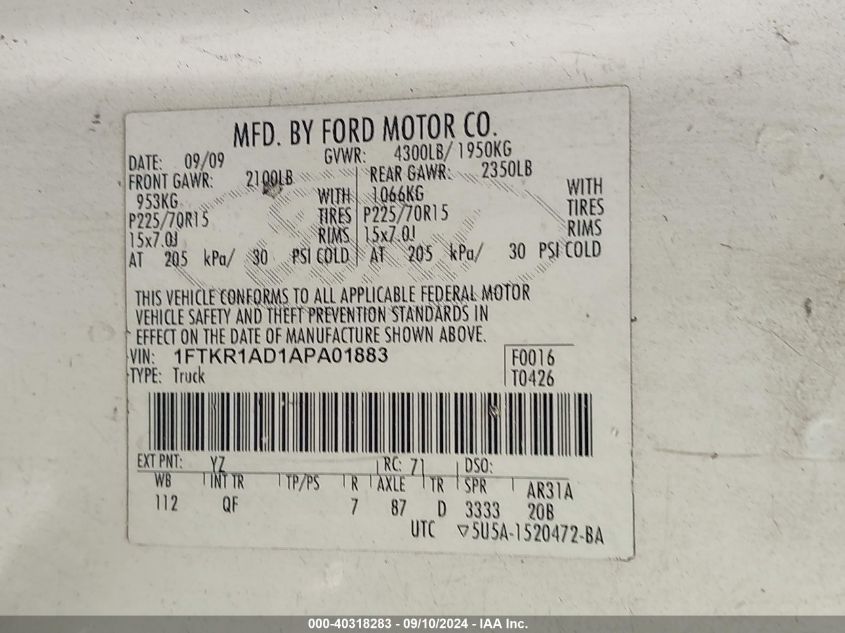 MFD. BY FORD MOTOR CO.
DATE: 09/09 GVWR: 4300LB/ 1950KG
FRONT GAWR: 2100LB REAR GAWR: 2350LB
953KG WITH 1066KG WITH
P225/70R15 TIRES P225/70R15 TIRES
15x7.0J RIMS 15x7.0J RIMS
AT 205 kPa/ 30 PSI COLD AT 205 kPa/ 30 PSI COLD
THIS VEHICLE CONFORMS TO ALL APPLICABLE FEDERAL MOTOR
VEHICLE SAFETY AND THEFT PREVENTION STANDARDS IN
EFFECT ON THE DATE OF MANUFACTURE SHOWN ABOVE.
VIN: 1FTKR1AD1APA01883 F0016
TYPE: Truck T0426
EXT PNT: YZ RC: 71 DSO:
WB INT TR TP/PS R AXLE TR SPR AR31A
112 QF 7 87 D 3333 20B
UTC ▽5U5A-1520472-BA
000-40318283 - 09/10/2024 - IAA Inc.